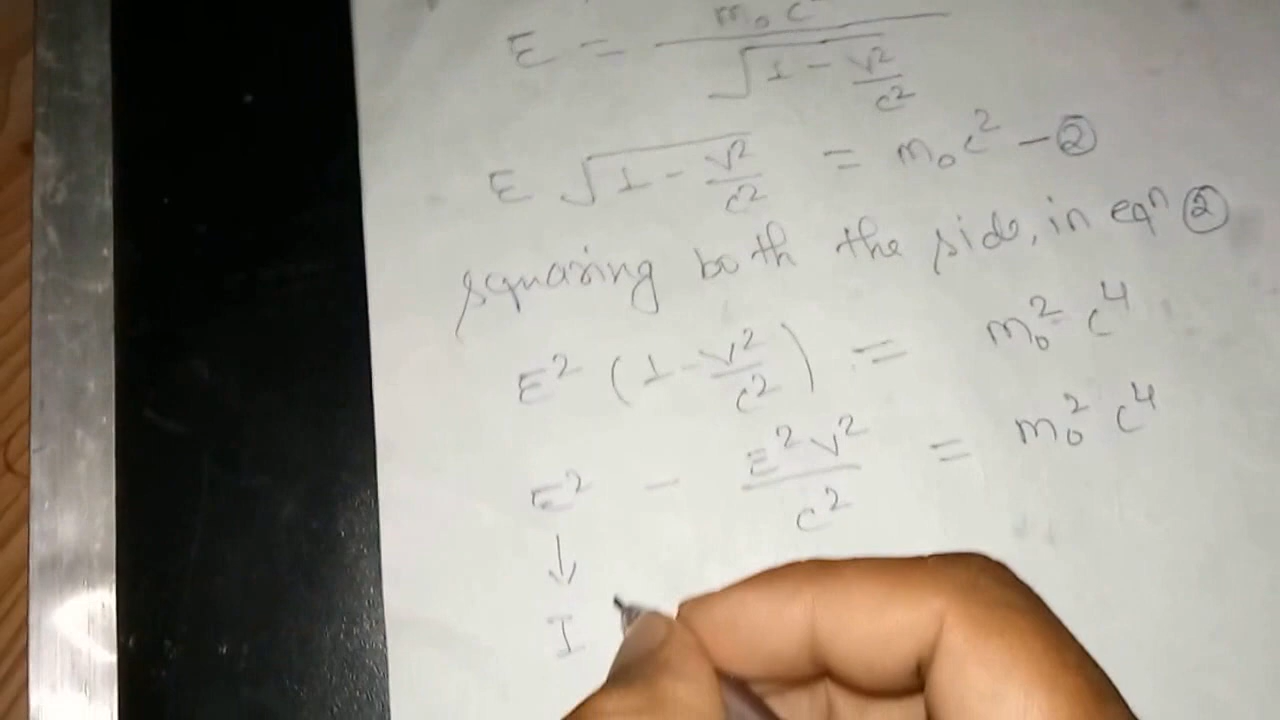 E = m₀c² / √1 - v²/c²
E √1 - v²/c² = m₀c² - ②
squaring both the side, in eqⁿ ②
E² (1 - v²/c²) = m₀² c⁴
E² - E²v²/c² = m₀² c⁴
↓
I